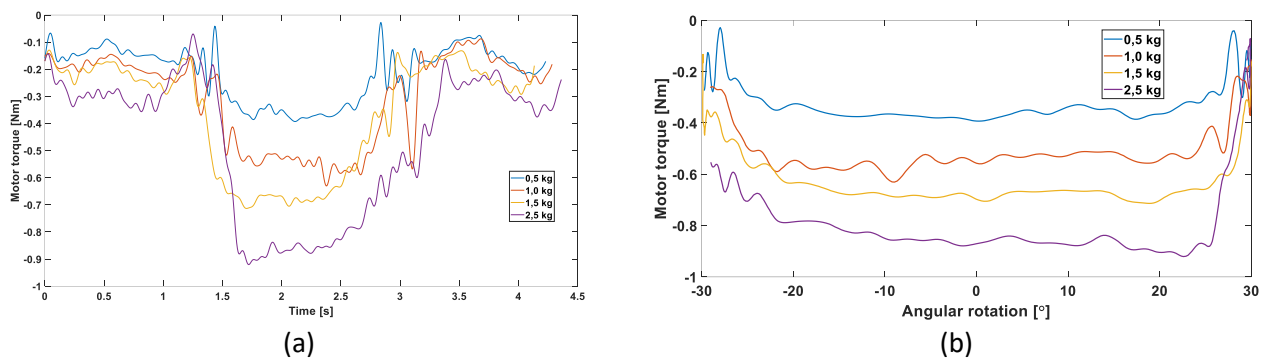 0
-0.1
-0.2
-0.3
-0.4
-0.5
-0.6
-0.7
-0.8
-0.9
-1
Motor torque [Nm]
0 0.5 1 1.5 2 2.5 3 3.5 4 4.5
Time [s]
0,5 kg
1,0 kg
1,5 kg
2,5 kg
(a)
0
-0.2
-0.4
-0.6
-0.8
-1
Motor torque [Nm]
-30 -20 -10 0 10 20 30
Angular rotation [°]
0,5 kg
1,0 kg
1,5 kg
2,5 kg
(b)